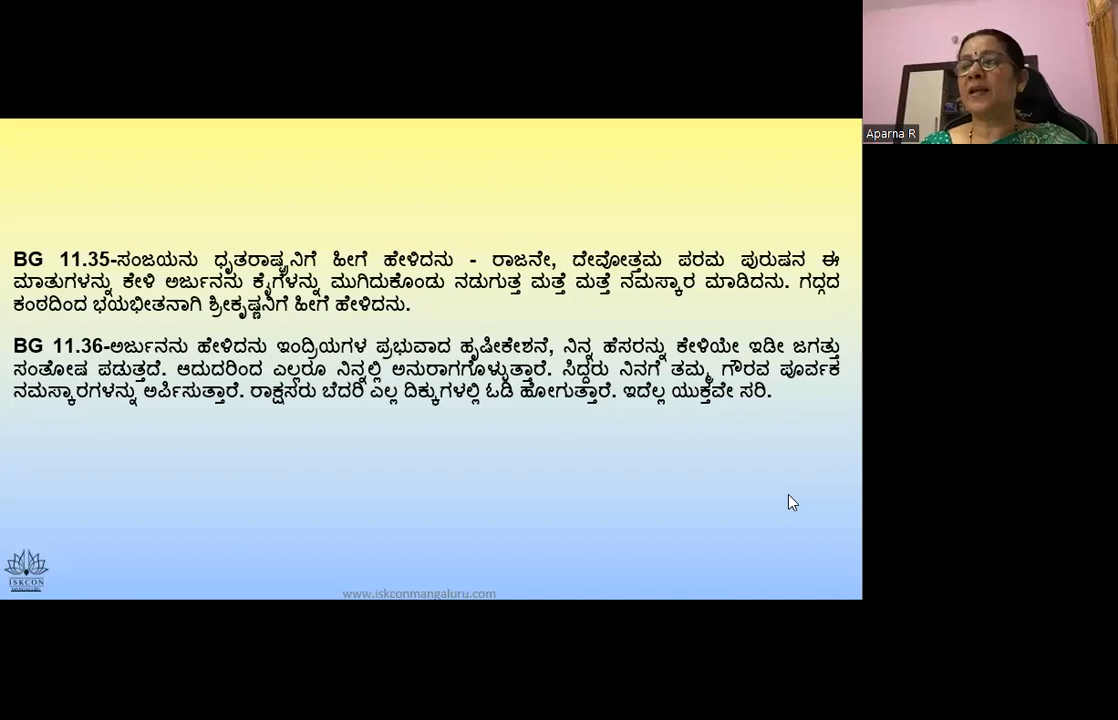 Aparna R
BG 11.35-ಸಂಜಯನು ಧೃತರಾಷ್ಟ್ರನಿಗೆ ಹೀಗೆ ಹೇಳಿದನು - ರಾಜನೇ, ದೇವೋತ್ತಮ ಪರಮ ಪುರುಷನ ಈ
ಮಾತುಗಳನ್ನು ಕೇಳಿ ಅರ್ಜುನನು ಕೈಗಳನ್ನು ಮುಗಿದುಕೊಂಡು ನಡುಗುತ್ತ ಮತ್ತೆ ಮತ್ತೆ ನಮಸ್ಕಾರ ಮಾಡಿದನು. ಗದ್ಗದ
ಕಂಠದಿಂದ ಭಯಭೀತನಾಗಿ ಶ್ರೀಕೃಷ್ಣನಿಗೆ ಹೀಗೆ ಹೇಳಿದನು.
BG 11.36-ಅರ್ಜುನನು ಹೇಳಿದನು ಇಂದ್ರಿಯಗಳ ಪ್ರಭುವಾದ ಹೃಷೀಕೇಶನೆ, ನಿನ್ನ ಹೆಸರನ್ನು ಕೇಳಿಯೇ ಇಡೀ ಜಗತ್ತು
ಸಂತೋಷ ಪಡುತ್ತದೆ. ಆದುದರಿಂದ ಎಲ್ಲರೂ ನಿನ್ನಲ್ಲಿ ಅನುರಾಗಗೊಳ್ಳುತ್ತಾರೆ. ಸಿದ್ದರು ನಿನಗೆ ತಮ್ಮ ಗೌರವ ಪೂರ್ವಕ
ನಮಸ್ಕಾರಗಳನ್ನು ಅರ್ಪಿಸುತ್ತಾರೆ. ರಾಕ್ಷಸರು ಬೆದರಿ ಎಲ್ಲ ದಿಕ್ಕುಗಳಲ್ಲಿ ಓಡಿ ಹೋಗುತ್ತಾರೆ. ಇದೆಲ್ಲ ಯುಕ್ತವೇ ಸರಿ.
ISKCON
www.iskconmangaluru.com